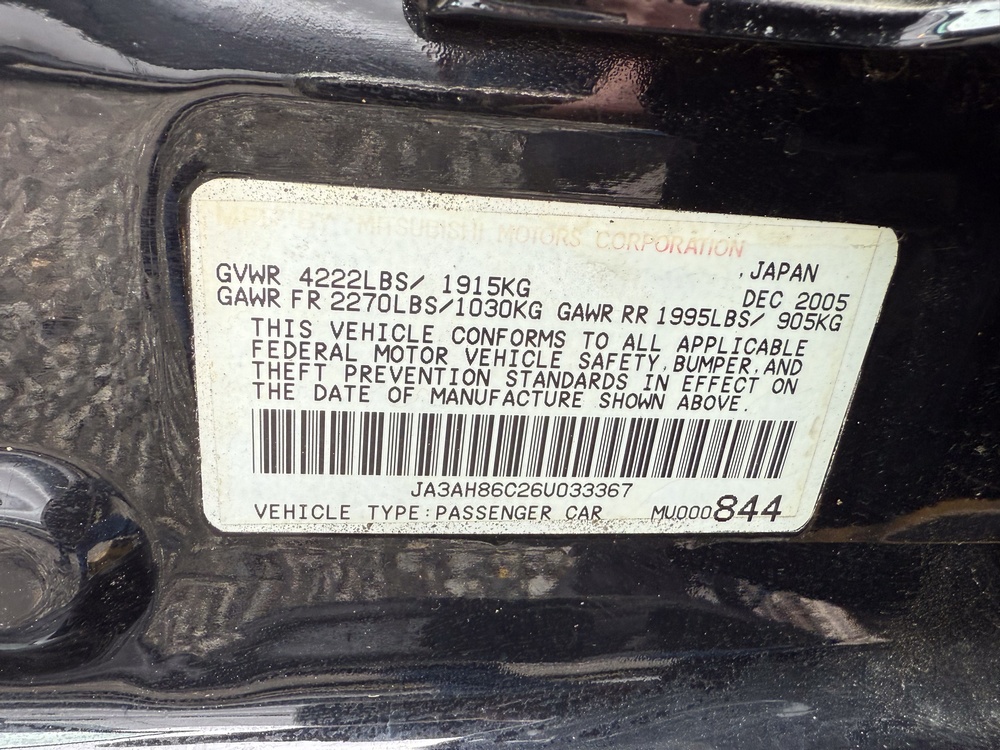 MITSUBISHI MOTORS CORPORATION
JAPAN
GVWR 4222LBS/ 1915KG DEC 2005
GAWR FR 2270LBS/1030KG GAWR RR 1995LBS/ 905KG
THIS VEHICLE CONFORMS TO ALL APPLICABLE
FEDERAL MOTOR VEHICLE SAFETY, BUMPER, AND
THEFT PREVENTION STANDARDS IN EFFECT ON
THE DATE OF MANUFACTURE SHOWN ABOVE.
JA3AH86C26U033367
VEHICLE TYPE:PASSENGER CAR MU000844